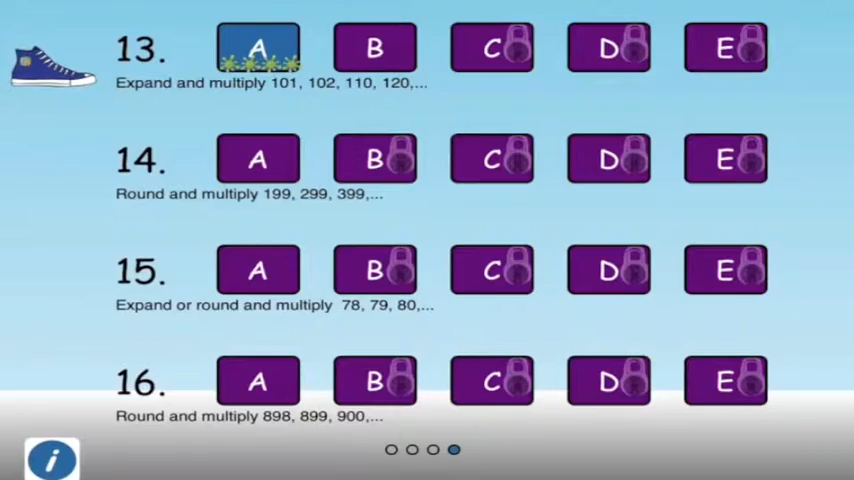 13. A B C D E
Expand and multiply 101, 102, 110, 120,...
14. A B C D E
Round and multiply 199, 299, 399,...
15. A B C D E
Expand or round and multiply 78, 79, 80,...
16. A B C D E
Round and multiply 898, 899, 900,...
i